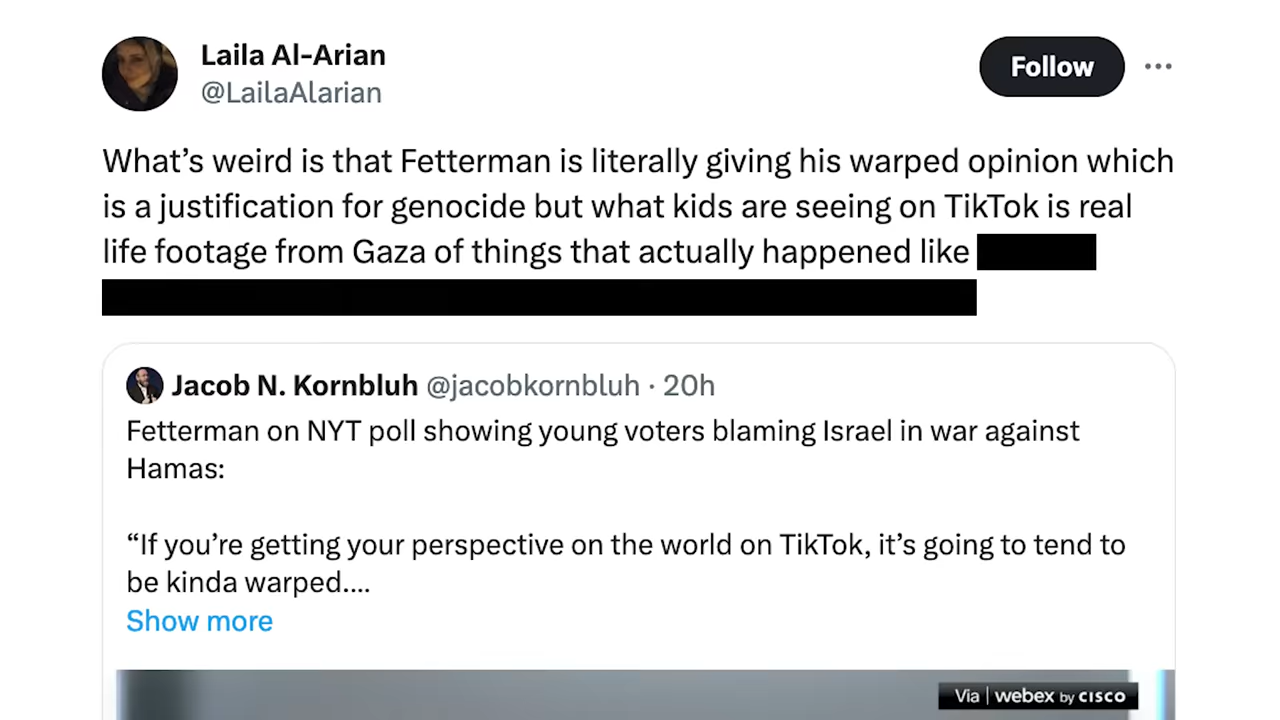 Laila Al-Arian
@LailaAlarian
Follow
What’s weird is that Fetterman is literally giving his warped opinion which
is a justification for genocide but what kids are seeing on TikTok is real
life footage from Gaza of things that actually happened like
Jacob N. Kornbluh @jacobkornbluh · 20h
Fetterman on NYT poll showing young voters blaming Israel in war against
Hamas:
“If you’re getting your perspective on the world on TikTok, it’s going to tend to
be kinda warped....
Show more
Via | webex by CISCO